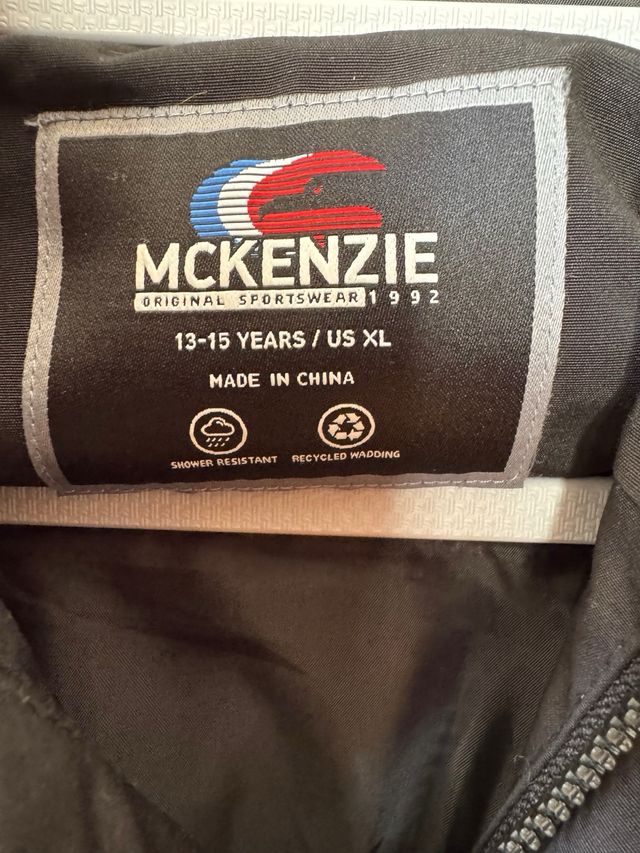 MCKENZIE
ORIGINAL SPORTSWEAR 1992
13-15 YEARS / US XL
MADE IN CHINA
SHOWER RESISTANT RECYCLED WADDING